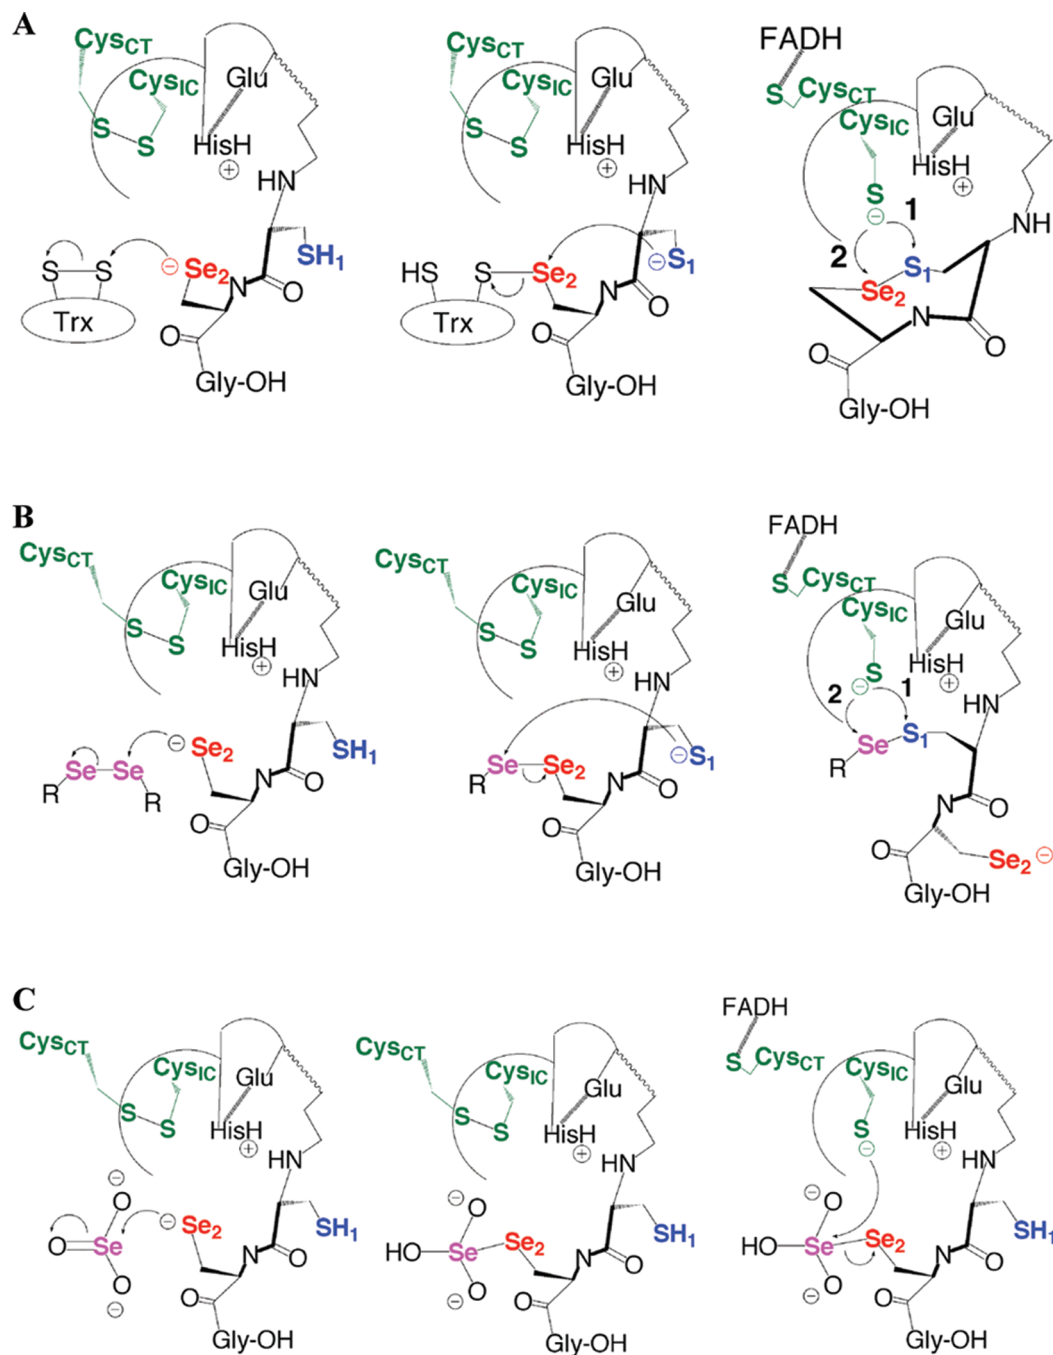 A
CysCT
CysIC
Glu
S
S
HisH
⊕
HN
SH1
⊖
Se2
S
S
N
O
Trx
O
Gly-OH
CysCT
CysIC
Glu
S
S
HisH
⊕
HN
⊖
S1
HS
S
Se2
N
O
Trx
O
Gly-OH
FADH
S
CysCT
CysIC
Glu
HisH
⊕
S
⊖
1
NH
2
S1
Se2
N
O
O
Gly-OH
B
CysCT
CysIC
Glu
S
S
HisH
⊕
HN
⊖
Se2
SH1
Se
Se
R
R
N
O
O
Gly-OH
CysCT
CysIC
Glu
S
S
HisH
⊕
HN
⊖
S1
Se
Se2
R
N
O
O
Gly-OH
FADH
S
CysCT
CysIC
Glu
HisH
⊕
S
⊖
2
1
HN
Se
S1
R
N
O
O
Se2
⊖
Gly-OH
C
CysCT
CysIC
Glu
S
S
HisH
⊕
HN
⊖
O
⊖
Se2
SH1
O
Se
O
⊖
N
O
O
Gly-OH
CysCT
CysIC
Glu
S
S
HisH
⊕
HN
⊖
O
SH1
HO
Se
Se2
O
⊖
N
O
O
Gly-OH
FADH
S
CysCT
CysIC
Glu
S
HisH
⊕
⊖
HN
⊖
O
SH1
HO
Se
Se2
O
⊖
N
O
O
Gly-OH